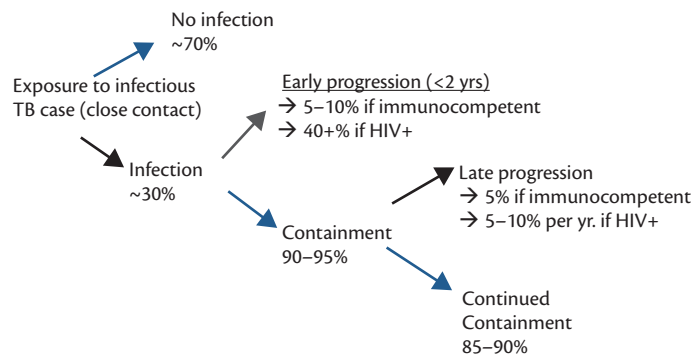 No infection
~70%
Exposure to infectious
TB case (close contact)
Early progression (<2 yrs)
→ 5–10% if immunocompetent
→ 40+% if HIV+
Infection
~30%
Late progression
→ 5% if immunocompetent
→ 5–10% per yr. if HIV+
Containment
90–95%
Continued
Containment
85–90%